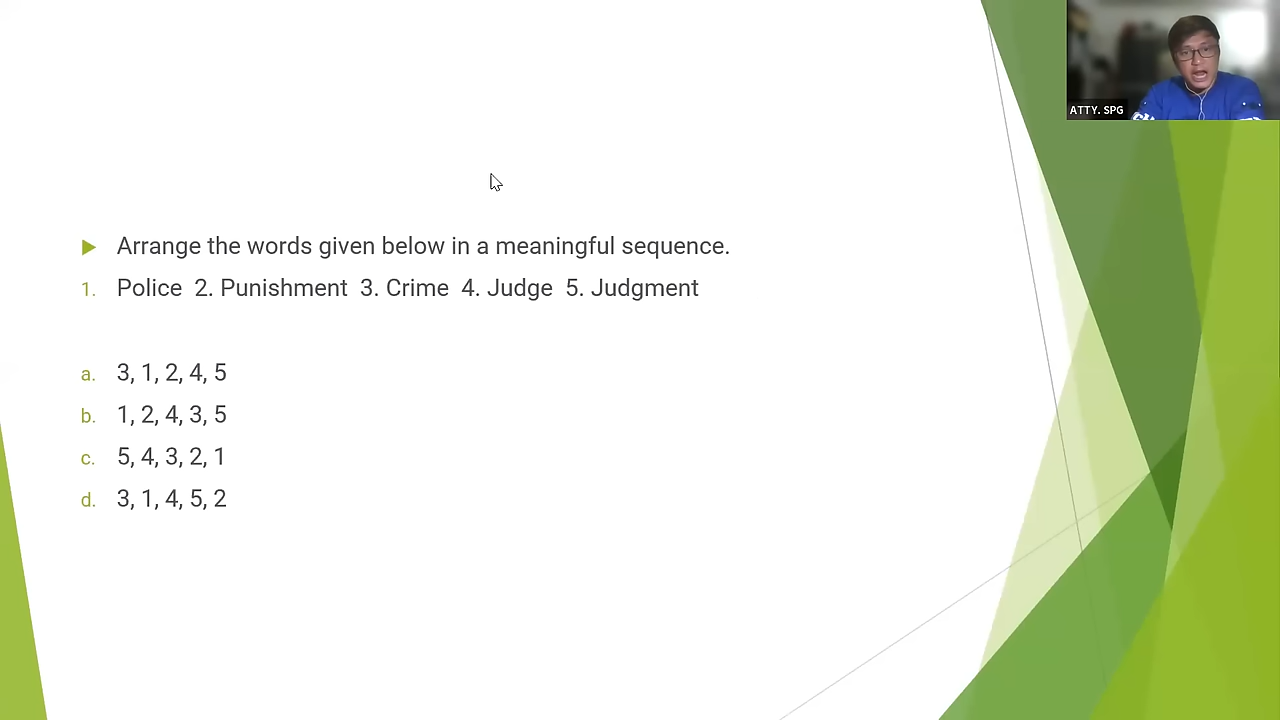 ATTY. SPG
Arrange the words given below in a meaningful sequence.
1. Police 2. Punishment 3. Crime 4. Judge 5. Judgment
a. 3, 1, 2, 4, 5
b. 1, 2, 4, 3, 5
c. 5, 4, 3, 2, 1
d. 3, 1, 4, 5, 2